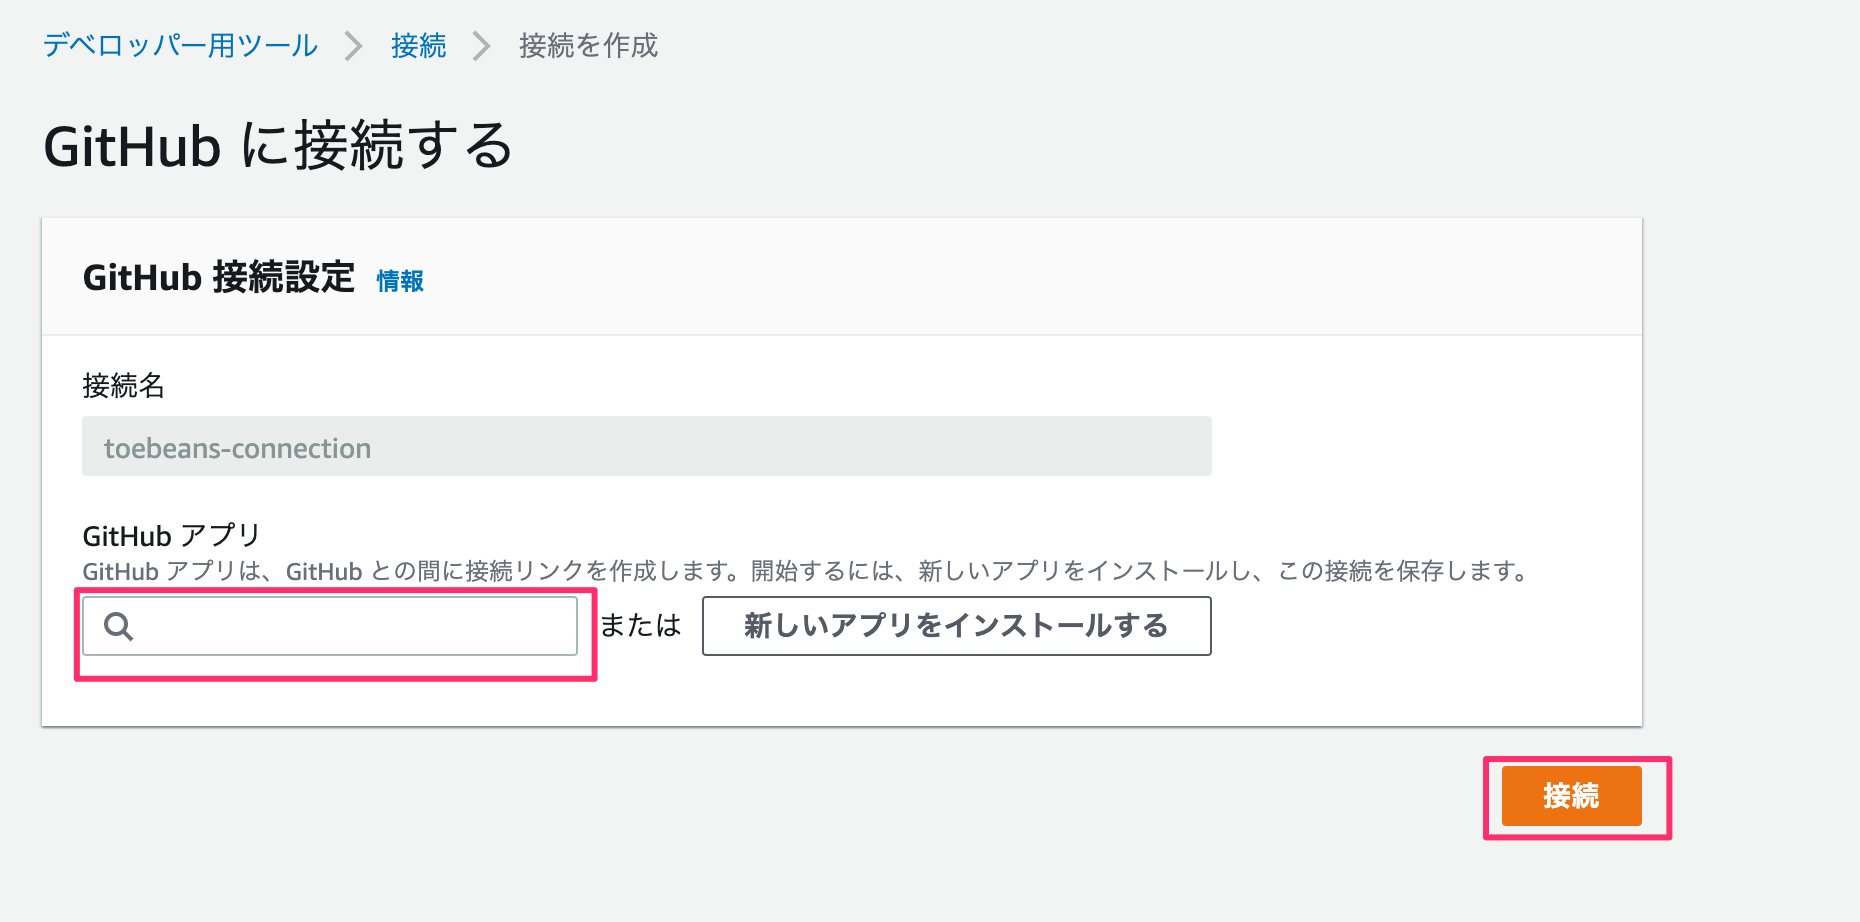 デベロッパー用ツール 接続 接続を作成
GitHub に接続する
GitHub 接続設定 情報
接続名
toebeans-connection
GitHub アプリ
GitHub アプリは、GitHub との間に接続リンクを作成します。開始するには、新しいアプリをインストールし、この接続を保存します。
または 新しいアプリをインストールする
接続